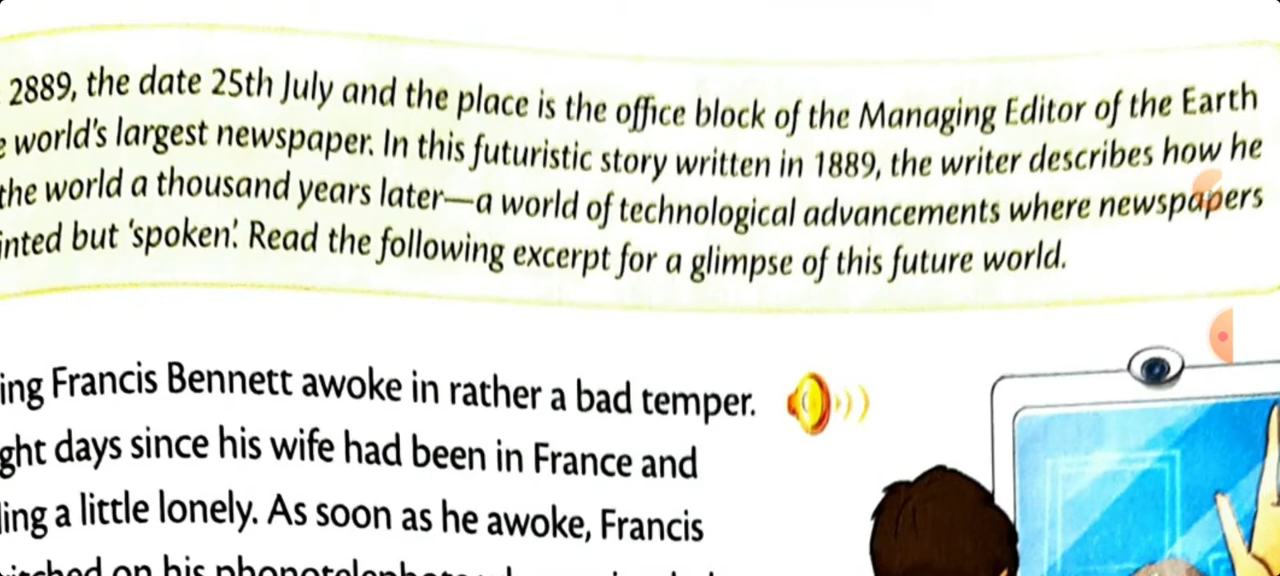 2889, the date 25th July and the place is the office block of the Managing Editor of the Earth
world's largest newspaper. In this futuristic story written in 1889, the writer describes how he
the world a thousand years later—a world of technological advancements where newspapers
inted but 'spoken'. Read the following excerpt for a glimpse of this future world.
ing Francis Bennett awoke in rather a bad temper.
ght days since his wife had been in France and
ling a little lonely. As soon as he awoke, Francis
on his